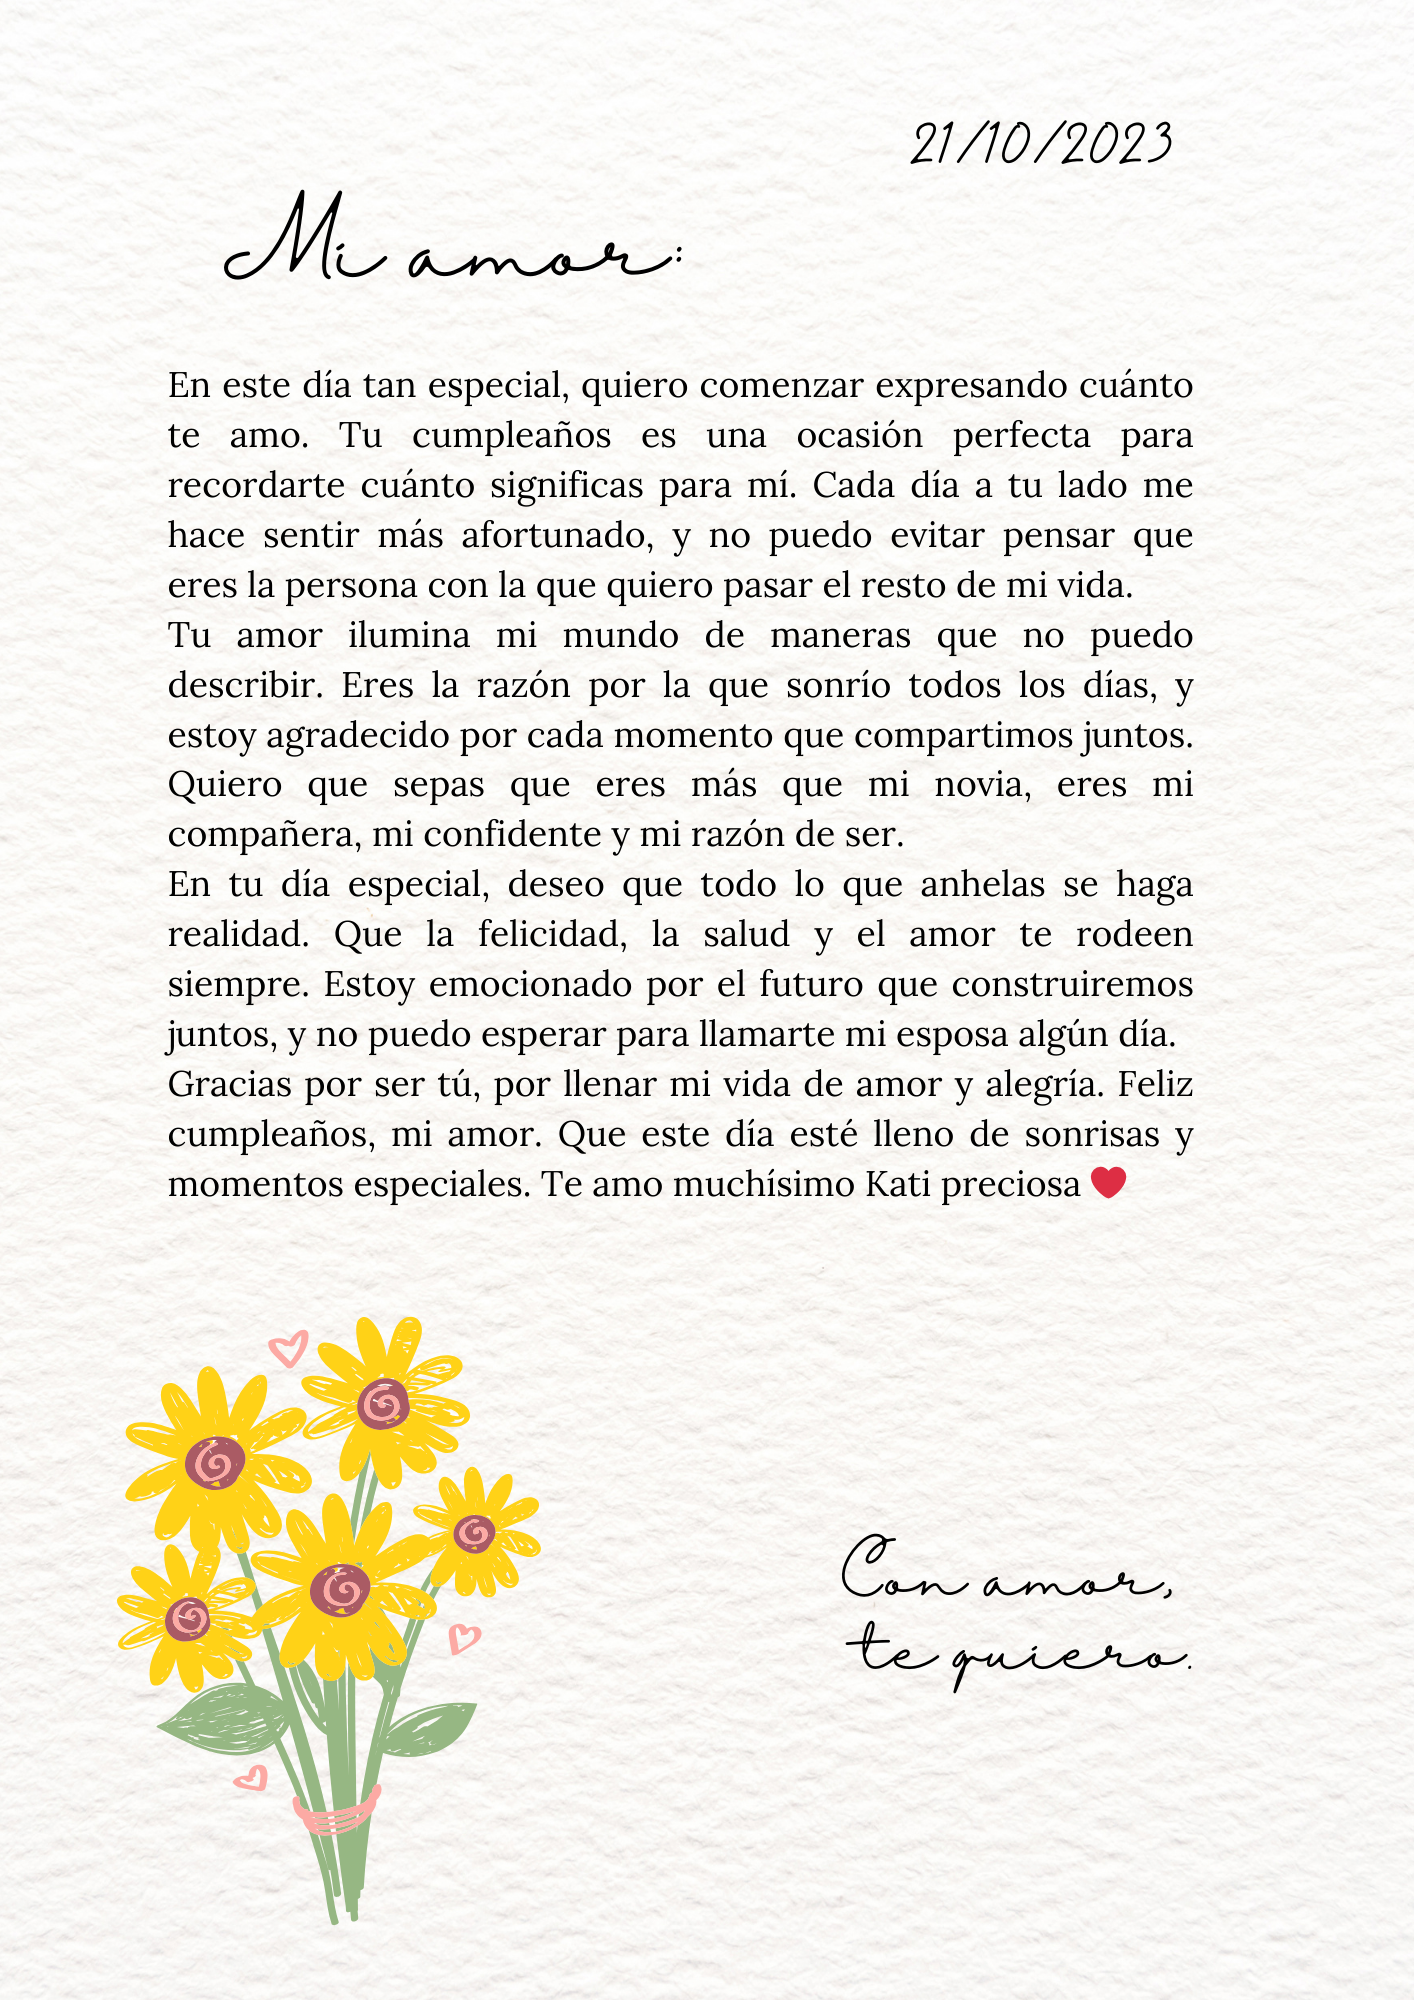 21/10/2023
Mi amor:
En este día tan especial, quiero comenzar expresando cuánto
te amo. Tu cumpleaños es una ocasión perfecta para
recordarte cuánto significas para mí. Cada día a tu lado me
hace sentir más afortunado, y no puedo evitar pensar que
eres la persona con la que quiero pasar el resto de mi vida.
Tu amor ilumina mi mundo de maneras que no puedo
describir. Eres la razón por la que sonrío todos los días, y
estoy agradecido por cada momento que compartimos juntos.
Quiero que sepas que eres más que mi novia, eres mi
compañera, mi confidente y mi razón de ser.
En tu día especial, deseo que todo lo que anhelas se haga
realidad. Que la felicidad, la salud y el amor te rodeen
siempre. Estoy emocionado por el futuro que construiremos
juntos, y no puedo esperar para llamarte mi esposa algún día.
Gracias por ser tú, por llenar mi vida de amor y alegría. Feliz
cumpleaños, mi amor. Que este día esté lleno de sonrisas y
momentos especiales. Te amo muchísimo Kati preciosa ❤️
Con amor,
te quiero.